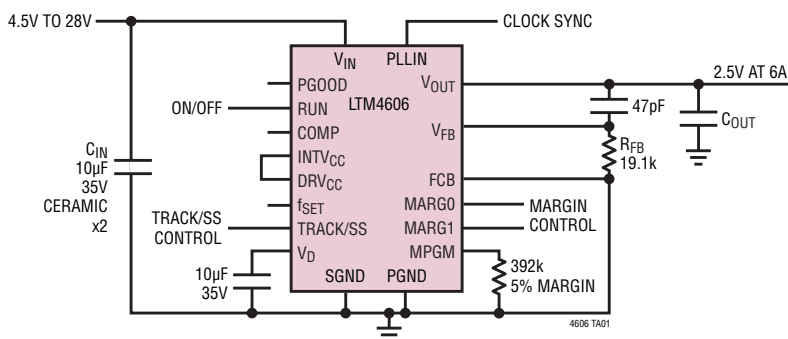 4.5V TO 28V
CLOCK SYNC
VIN
PLLIN
PGOOD
VOUT
2.5V AT 6A
ON/OFF
RUN
LTM4606
47pF
COUT
COMP
VFB
CIN
10µF
35V
CERAMIC
x2
INTVCC
RFB
19.1k
DRVCC
FCB
fSET
MARG0
MARGIN
CONTROL
TRACK/SS
CONTROL
TRACK/SS
MARG1
VD
MPGM
10µF
35V
SGND
PGND
392k
5% MARGIN
4606 TA01